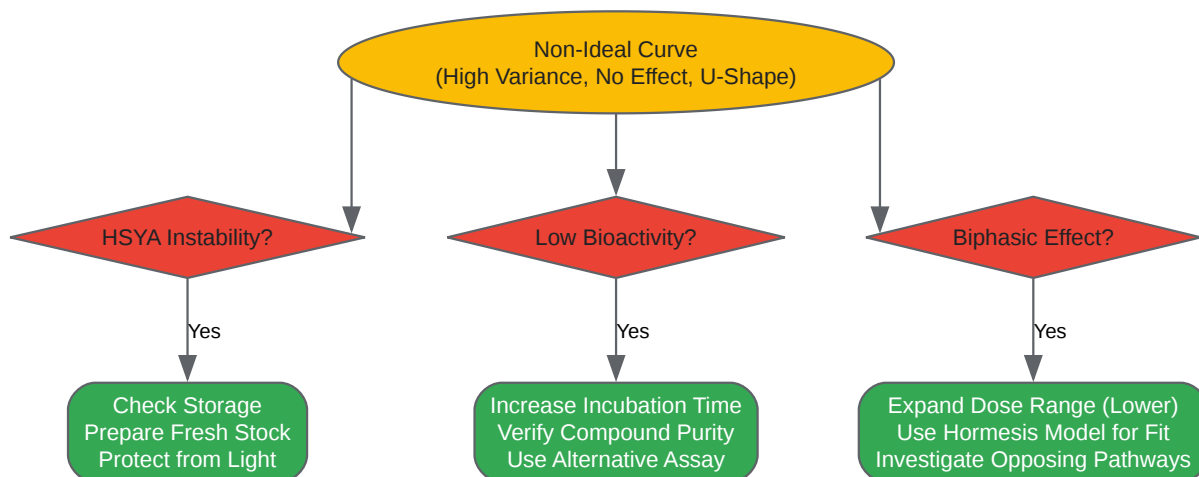 Non-Ideal Curve
(High Variance, No Effect, U-Shape)
HSYA Instability?
Low Bioactivity?
Biphasic Effect?
Yes
Yes
Yes
Check Storage
Prepare Fresh Stock
Protect from Light
Increase Incubation Time
Verify Compound Purity
Use Alternative Assay
Expand Dose Range (Lower)
Use Hormesis Model for Fit
Investigate Opposing Pathways